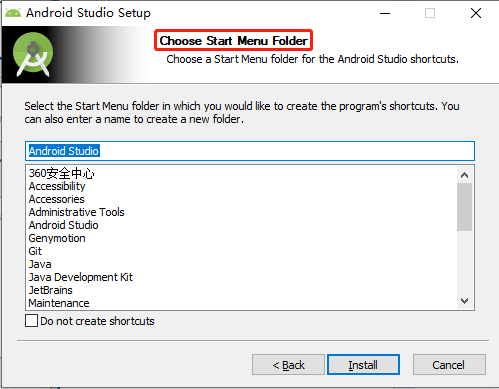 Android Studio Setup
Choose Start Menu Folder
Choose a Start Menu folder for the Android Studio shortcuts.
Select the Start Menu folder in which you would like to create the program's shortcuts. You
can also enter a name to create a new folder.
Android Studio
360安全中心
Accessibility
Accessories
Administrative Tools
Android Studio
Genymotion
Git
Java
Java Development Kit
JetBrains
Maintenance
Do not create shortcuts
< Back
Install
Cancel